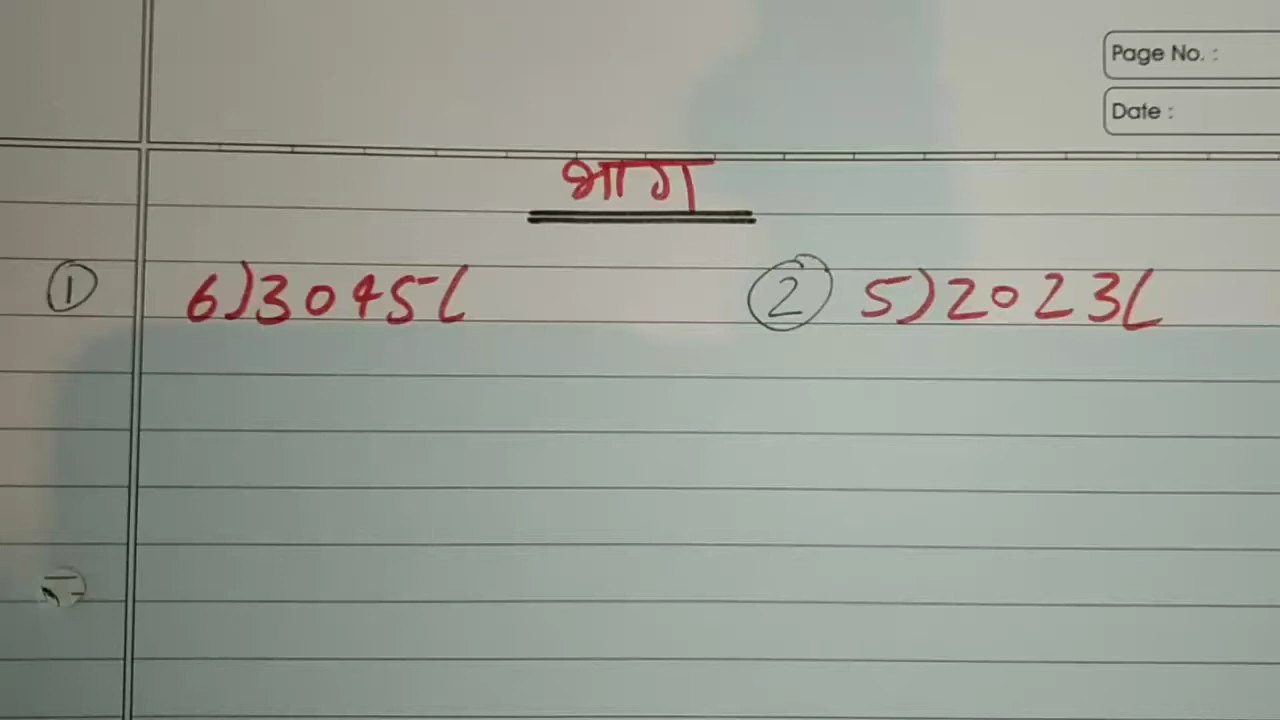 Page No. :
Date :
भाग
① 6)3045(
② 5)2023(